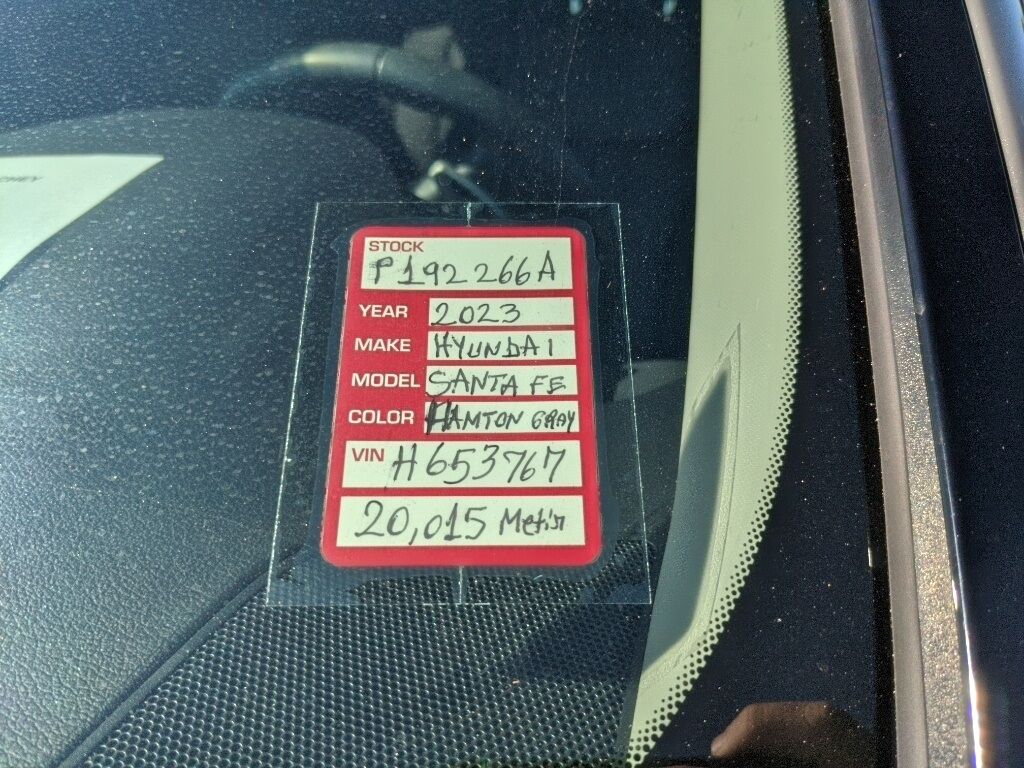 STOCK
P192266A
YEAR 2023
MAKE HYUNDAI
MODEL SANTA FE
COLOR HAMTON GRAY
VIN H653767
20,015